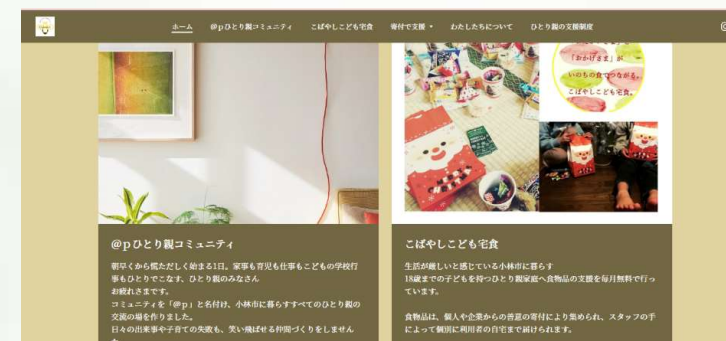 ホーム
@pひとり親コミュニティ
こばやしこども宅食
寄付で支援
わたしたちについて
ひとり親の支援制度
「おかげさま」が
いのちの食でつながる。
こばやしこども宅食。
@pひとり親コミュニティ
朝早くから慌ただしく始まる1日。家事も育児も仕事もこどもの学校行
事もひとりでこなす、ひとり親のみなさん
お疲れさまです。
コミュニティを「@p」と名付け、小林市に暮らすすべてのひとり親の
交流の場を作りました。
日々の出来事や子育ての失敗も、笑い飛ばせる仲間づくりをしません
こばやしこども宅食
生活が厳しいと感じている小林市に暮らす
18歳までの子どもを持つひとり親家庭へ食物品の支援を毎月無料で行っ
ています。
食物品は、個人や企業からの善意の寄付により集められ、スタッフの手
によって個別に利用者の自宅まで届けられます。